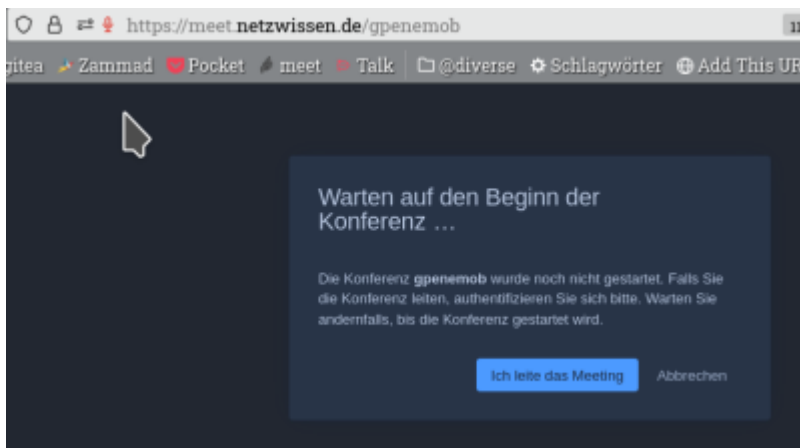 https://meet.netzwissen.de/gpenemob
gitea Zammad Pocket meet Talk @diverse Schlagwörter Add This UR
Warten auf den Beginn der
Konferenz ...
Die Konferenz gpenemob wurde noch nicht gestartet. Falls Sie
die Konferenz leiten, authentifizieren Sie sich bitte. Warten Sie
andernfalls, bis die Konferenz gestartet wird.
Ich leite das Meeting Abbrechen